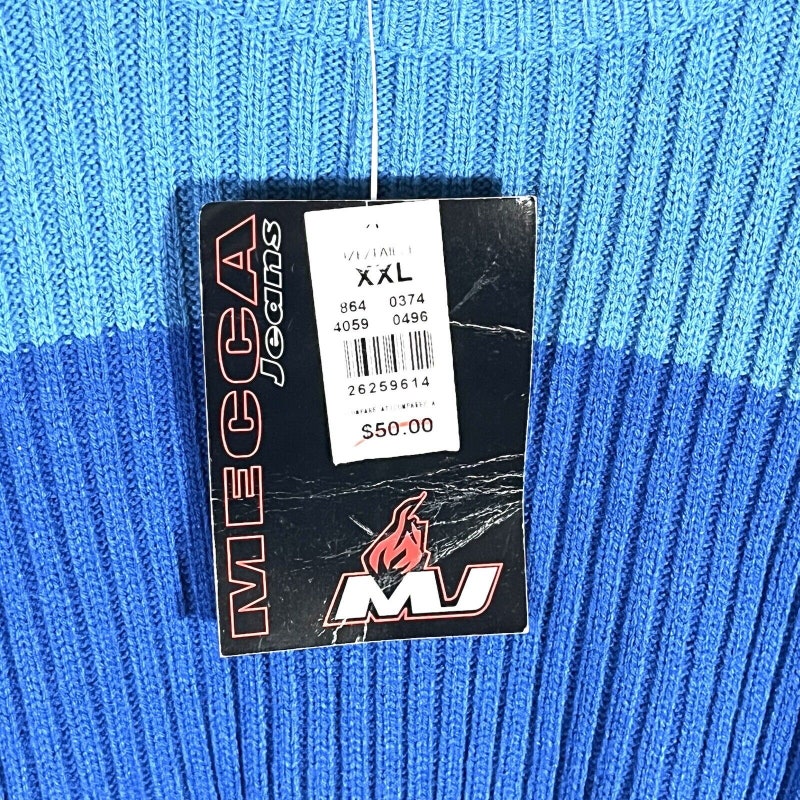 MECCA
Jeans
XXL
864 0374
4059 0496
26259614
$50.00
MJ